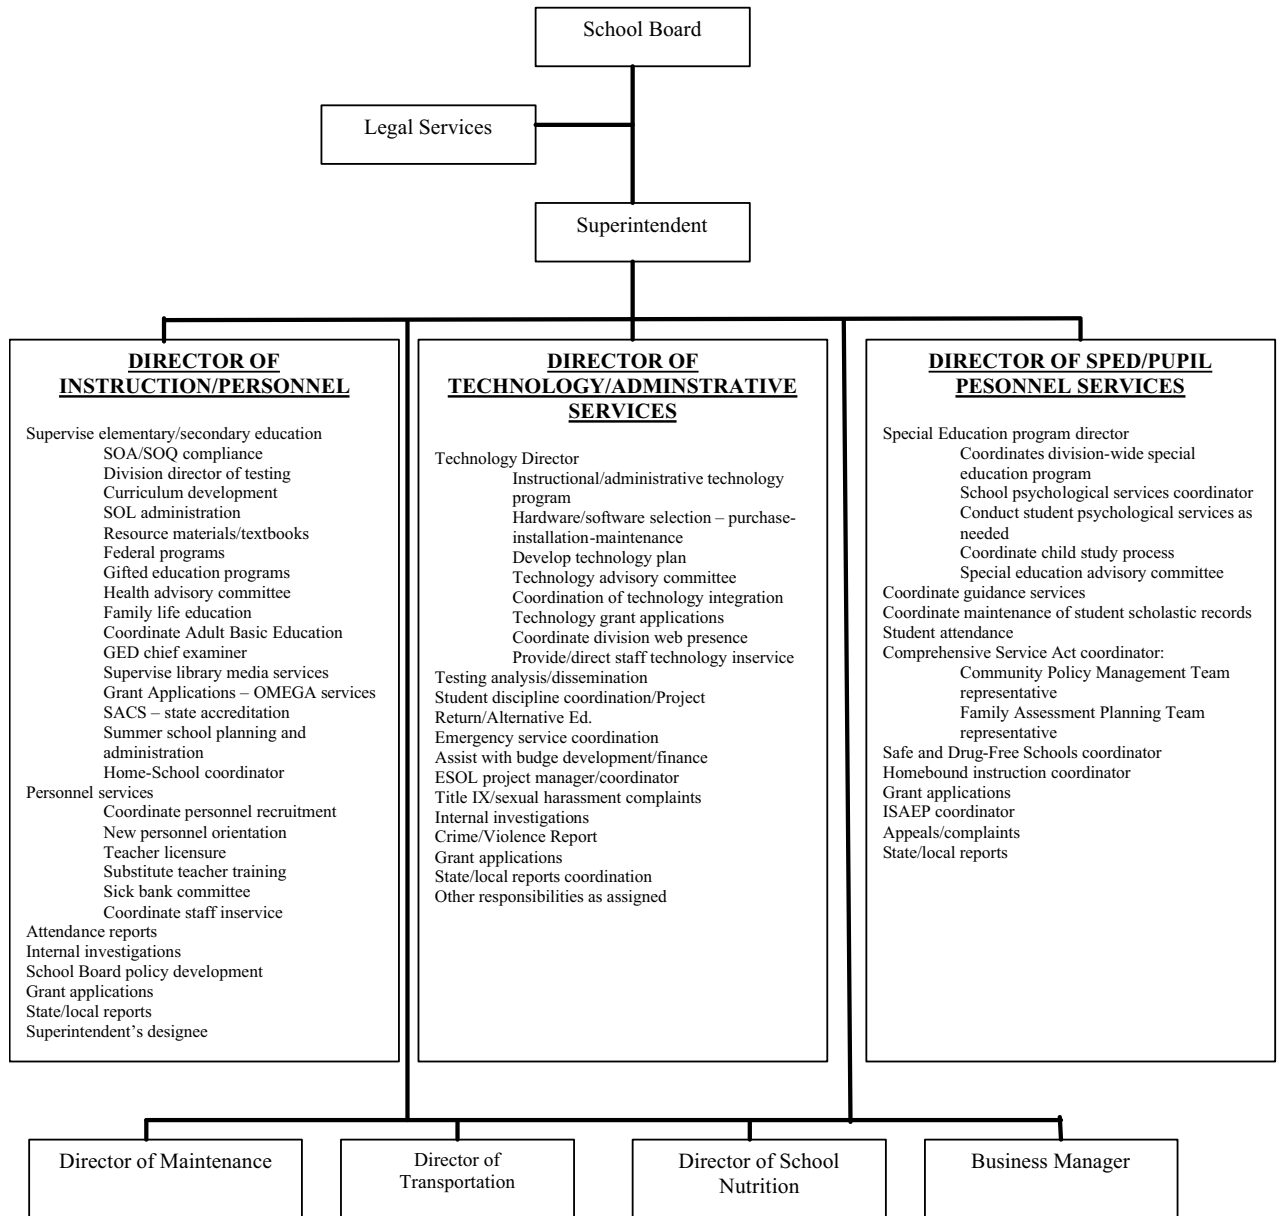 School Board
Legal Services
Superintendent
DIRECTOR OF
INSTRUCTION/PERSONNEL
Supervise elementary/secondary education
SOA/SOQ compliance
Division director of testing
Curriculum development
SOL administration
Resource materials/textbooks
Federal programs
Gifted education programs
Health advisory committee
Family life education
Coordinate Adult Basic Education
GED chief examiner
Supervise library media services
Grant Applications – OMEGA services
SACS – state accreditation
Summer school planning and
administration
Home-School coordinator
Personnel services
Coordinate personnel recruitment
New personnel orientation
Teacher licensure
Substitute teacher training
Sick bank committee
Coordinate staff inservice
Attendance reports
Internal investigations
School Board policy development
Grant applications
State/local reports
Superintendent’s designee
DIRECTOR OF
TECHNOLOGY/ADMINSTRATIVE
SERVICES
Technology Director
Instructional/administrative technology
program
Hardware/software selection – purchase-
installation-maintenance
Develop technology plan
Technology advisory committee
Coordination of technology integration
Technology grant applications
Coordinate division web presence
Provide/direct staff technology inservice
Testing analysis/dissemination
Student discipline coordination/Project
Return/Alternative Ed.
Emergency service coordination
Assist with budge development/finance
ESOL project manager/coordinator
Title IX/sexual harassment complaints
Internal investigations
Crime/Violence Report
Grant applications
State/local reports coordination
Other responsibilities as assigned
DIRECTOR OF SPED/PUPIL
PESONNEL SERVICES
Special Education program director
Coordinates division-wide special
education program
School psychological services coordinator
Conduct student psychological services as
needed
Coordinate child study process
Special education advisory committee
Coordinate guidance services
Coordinate maintenance of student scholastic records
Student attendance
Comprehensive Service Act coordinator:
Community Policy Management Team
representative
Family Assessment Planning Team
representative
Safe and Drug-Free Schools coordinator
Homebound instruction coordinator
Grant applications
ISAEP coordinator
Appeals/complaints
State/local reports
Director of Maintenance
Director of
Transportation
Director of School
Nutrition
Business Manager